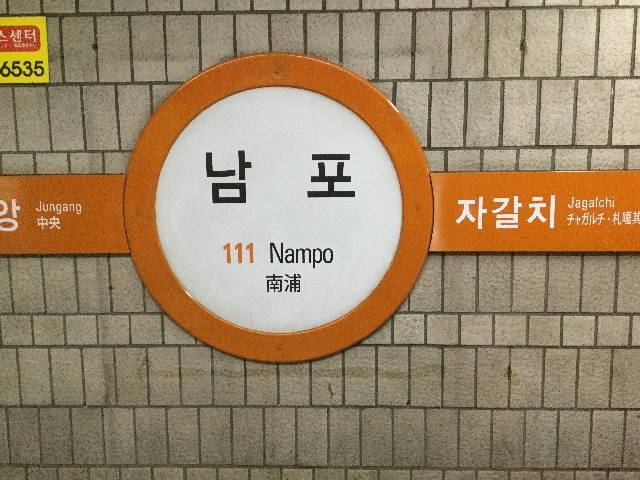 스센터
6535
앙 Jungang
中央
남 포
111 Nampo
南浦
자갈치 Jagalchi
チャガルチ・札嘎其